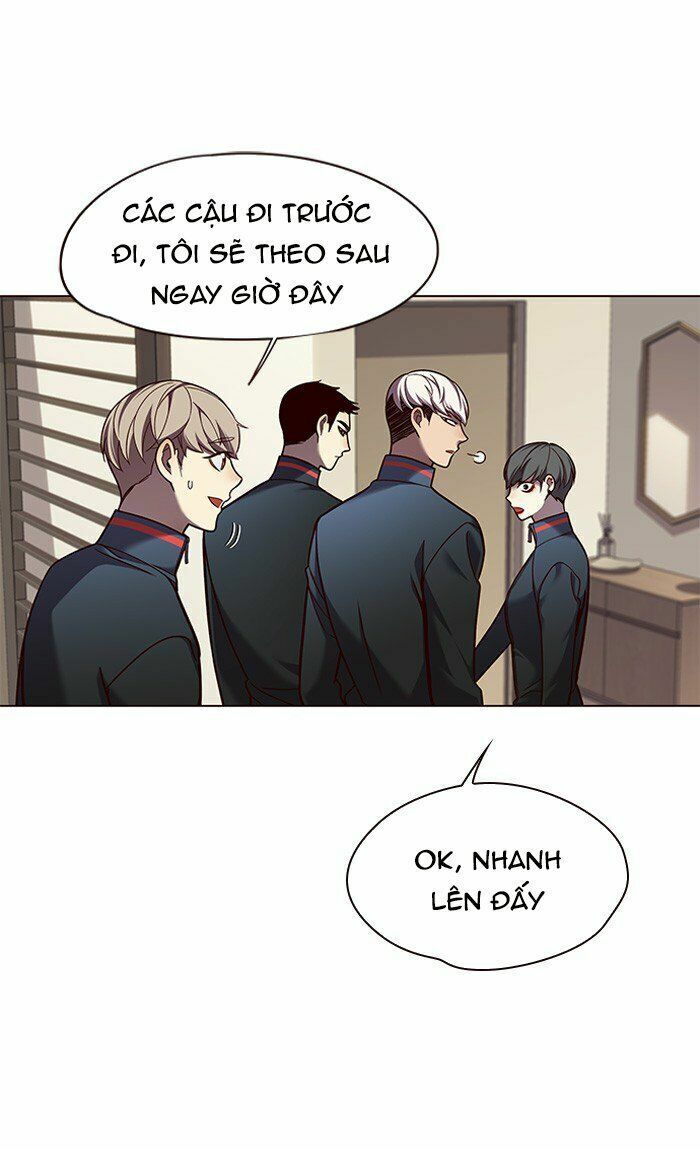 CÁC CẬU ĐI TRƯỚC
ĐI, TÔI SẼ THEO SAU
NGAY GIỜ ĐÂY
OK, NHANH
LÊN ĐẤY